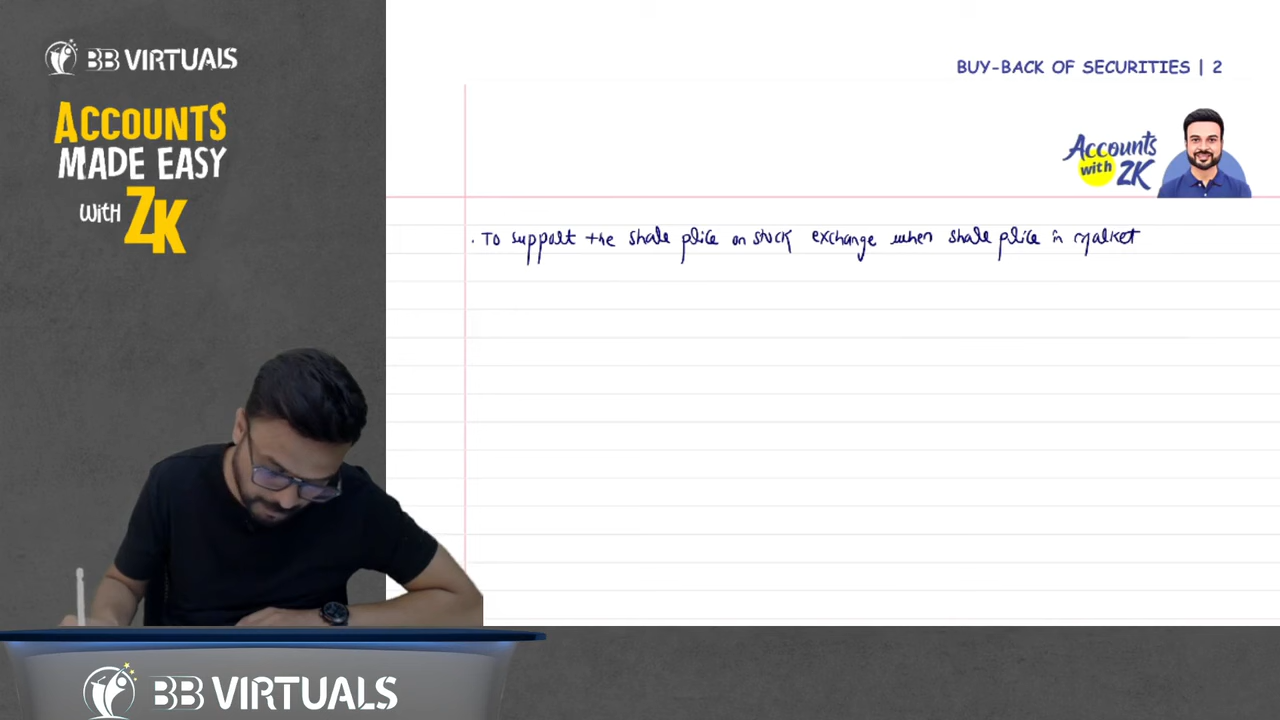 BB VIRTUALS
ACCOUNTS
MADE EASY
WITH ZK
BUY-BACK OF SECURITIES | 2
Accounts
with ZK
. To support the share price on stock exchange when share price in market
BB VIRTUALS